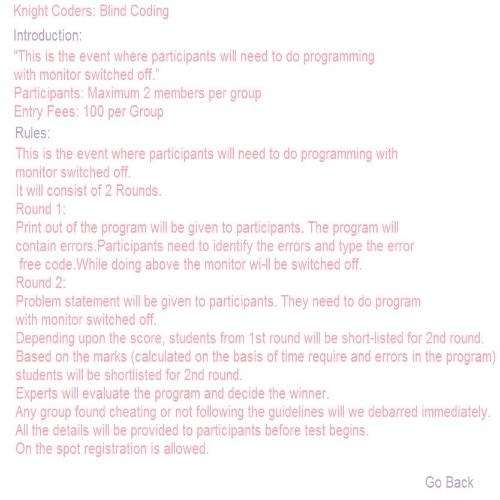 Knight Coders: Blind Coding
Introduction:
“This is the event where participants will need to do programming
with monitor switched off.”
Participants: Maximum 2 members per group
Entry Fees: 100 per Group
Rules:
This is the event where participants will need to do programming with
monitor switched off.
It will consist of 2 Rounds.
Round 1:
Print out of the program will be given to participants. The program will
contain errors.Participants need to identify the errors and type the error
free code.While doing above the monitor wi-ll be switched off.
Round 2:
Problem statement will be given to participants. They need to do program
with monitor switched off.
Depending upon the score, students from 1st round will be short-listed for 2nd round.
Based on the marks (calculated on the basis of time require and errors in the program)
students will be shortlisted for 2nd round.
Experts will evaluate the program and decide the winner.
Any group found cheating or not following the guidelines will we debarred immediately.
All the details will be provided to participants before test begins.
On the spot registration is allowed.
Go Back